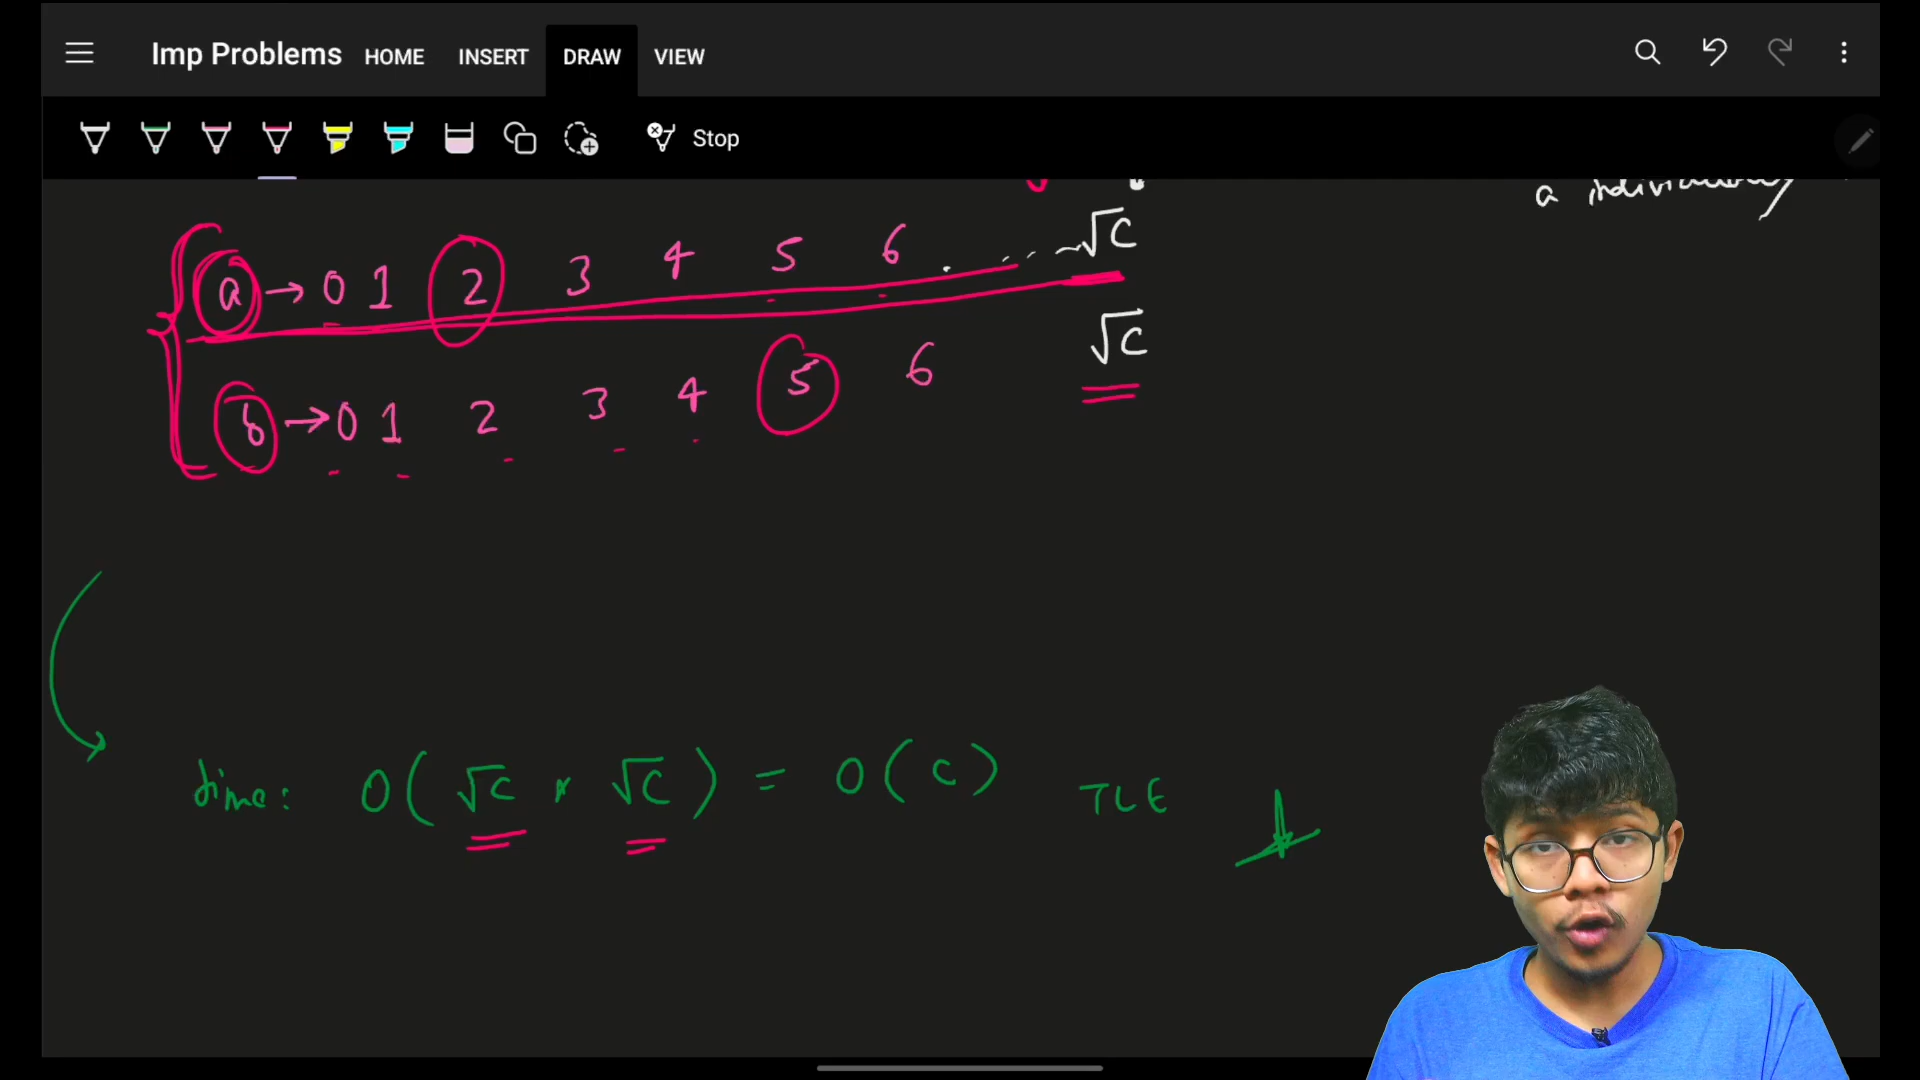 Imp Problems HOME INSERT DRAW VIEW
Stop
a individually
a → 0 1 2 3 4 5 6 . . . . √C
b → 0 1 2 3 4 5 6 √C
time: O( √C * √C ) = O( C ) TLE